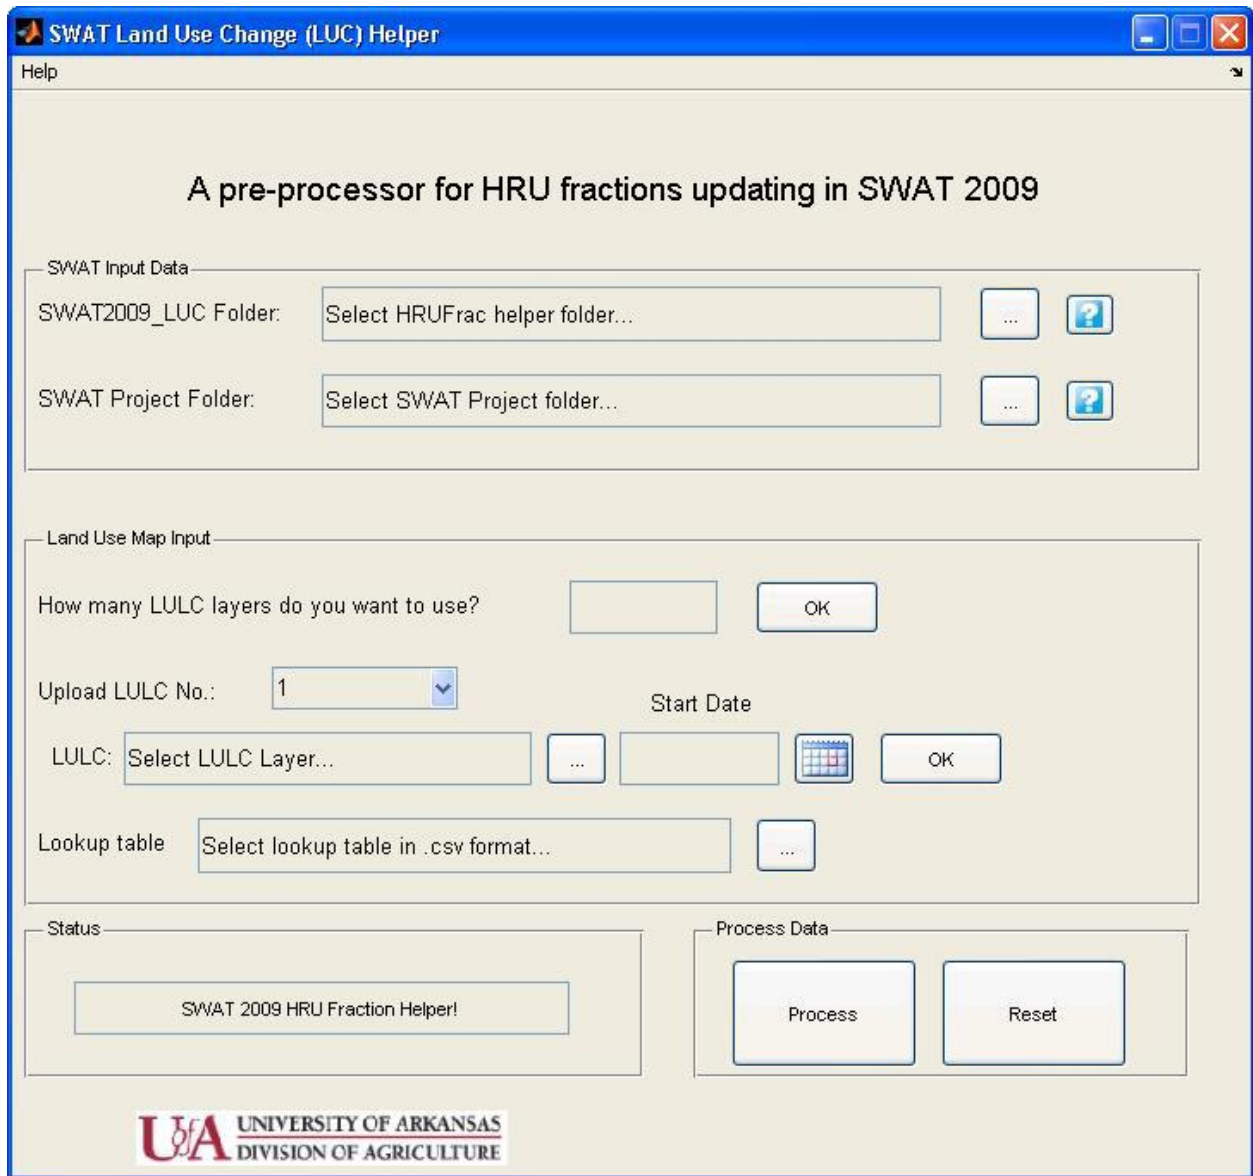 SWAT Land Use Change (LUC) Helper
Help
A pre-processor for HRU fractions updating in SWAT 2009
SWAT Input Data
SWAT2009_LUC Folder: Select HRUFrac helper folder... ... ?
SWAT Project Folder: Select SWAT Project folder... ... ?
Land Use Map Input
How many LULC layers do you want to use? OK
Upload LULC No.: 1
Start Date
LULC: Select LULC Layer... ... OK
Lookup table Select lookup table in .csv format... ...
Status
SWAT 2009 HRU Fraction Helper!
Process Data
Process Reset
UofA UNIVERSITY OF ARKANSAS
DIVISION OF AGRICULTURE